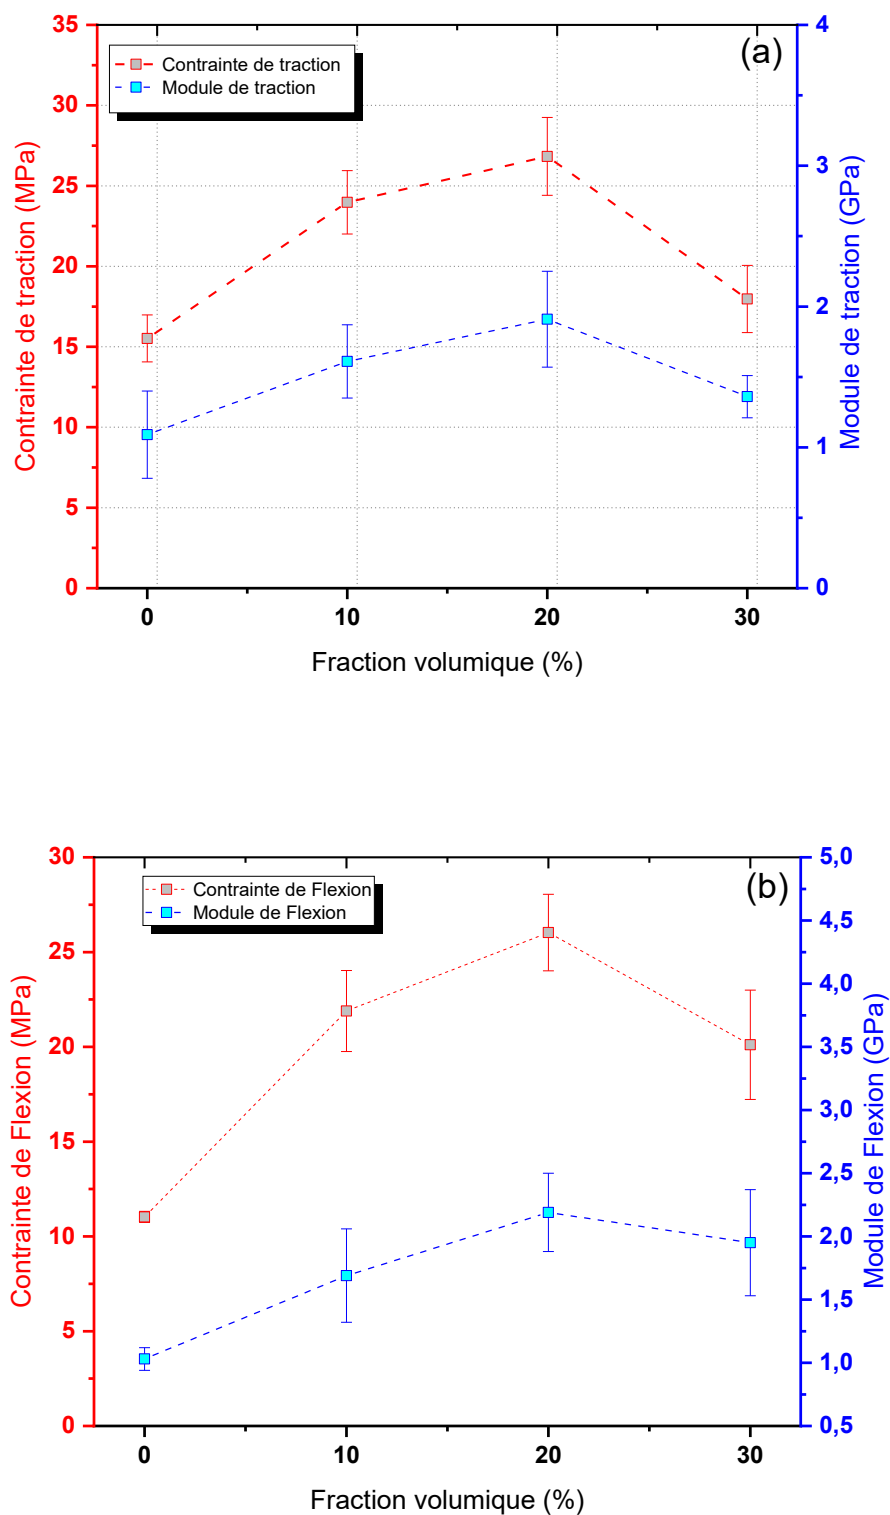 (a)
Contrainte de traction
Module de traction
35
30
25
20
15
10
5
0
Contrainte de traction (MPa)
4
3
2
1
0
Module de traction (GPa)
0 10 20 30
Fraction volumique (%)
(b)
Contrainte de Flexion
Module de Flexion
30
25
20
15
10
5
0
Contrainte de Flexion (MPa)
5,0
4,5
4,0
3,5
3,0
2,5
2,0
1,5
1,0
0,5
Module de Flexion (GPa)
0 10 20 30
Fraction volumique (%)